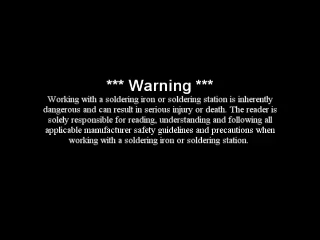 *** Warning ***
Working with a soldering iron or soldering station is inherently
dangerous and can result in serious injury or death. The reader is
solely responsible for reading, understanding and following all
applicable manufacturer safety guidelines and precautions when
working with a soldering iron or soldering station.